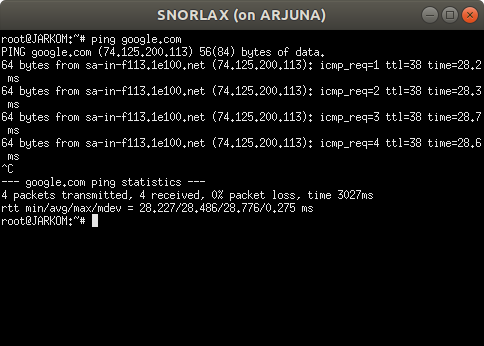 SNORLAX (on ARJUNA)
root@JARKOM:~# ping google.com
PING google.com (74.125.200.113) 56(84) bytes of data.
64 bytes from sa-in-f113.1e100.net (74.125.200.113): icmp_req=1 ttl=38 time=28.2
 ms
64 bytes from sa-in-f113.1e100.net (74.125.200.113): icmp_req=2 ttl=38 time=28.3
 ms
64 bytes from sa-in-f113.1e100.net (74.125.200.113): icmp_req=3 ttl=38 time=28.7
 ms
64 bytes from sa-in-f113.1e100.net (74.125.200.113): icmp_req=4 ttl=38 time=28.6
 ms
^C
--- google.com ping statistics ---
4 packets transmitted, 4 received, 0% packet loss, time 3027ms
rtt min/avg/max/mdev = 28.227/28.486/28.776/0.275 ms
root@JARKOM:~#